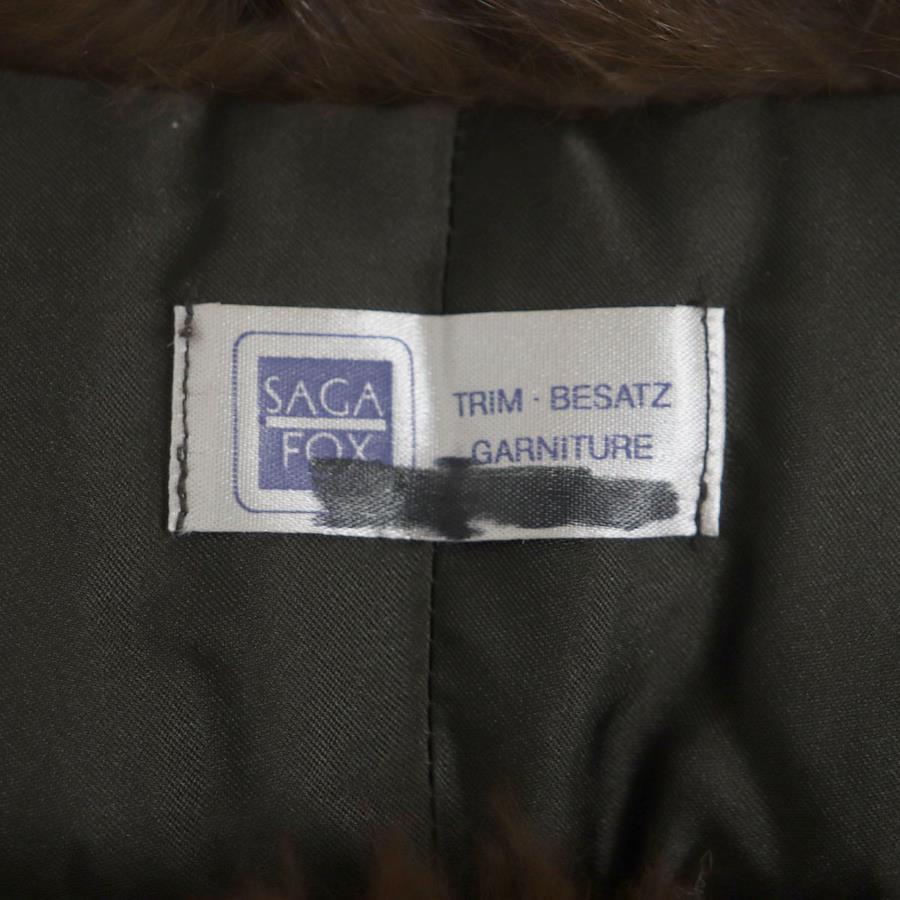 SAGA
FOX
TRIM · BESATZ
GARNITURE